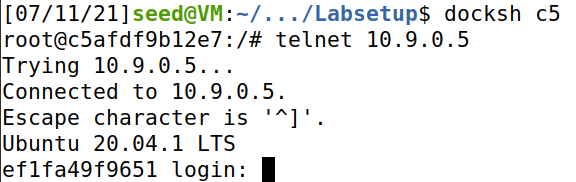 [07/11/21]seed@VM:~/.../Labsetup$ docksh c5
root@c5afdf9b12e7:/# telnet 10.9.0.5
Trying 10.9.0.5...
Connected to 10.9.0.5.
Escape character is '^]'.
Ubuntu 20.04.1 LTS
ef1fa49f9651 login: